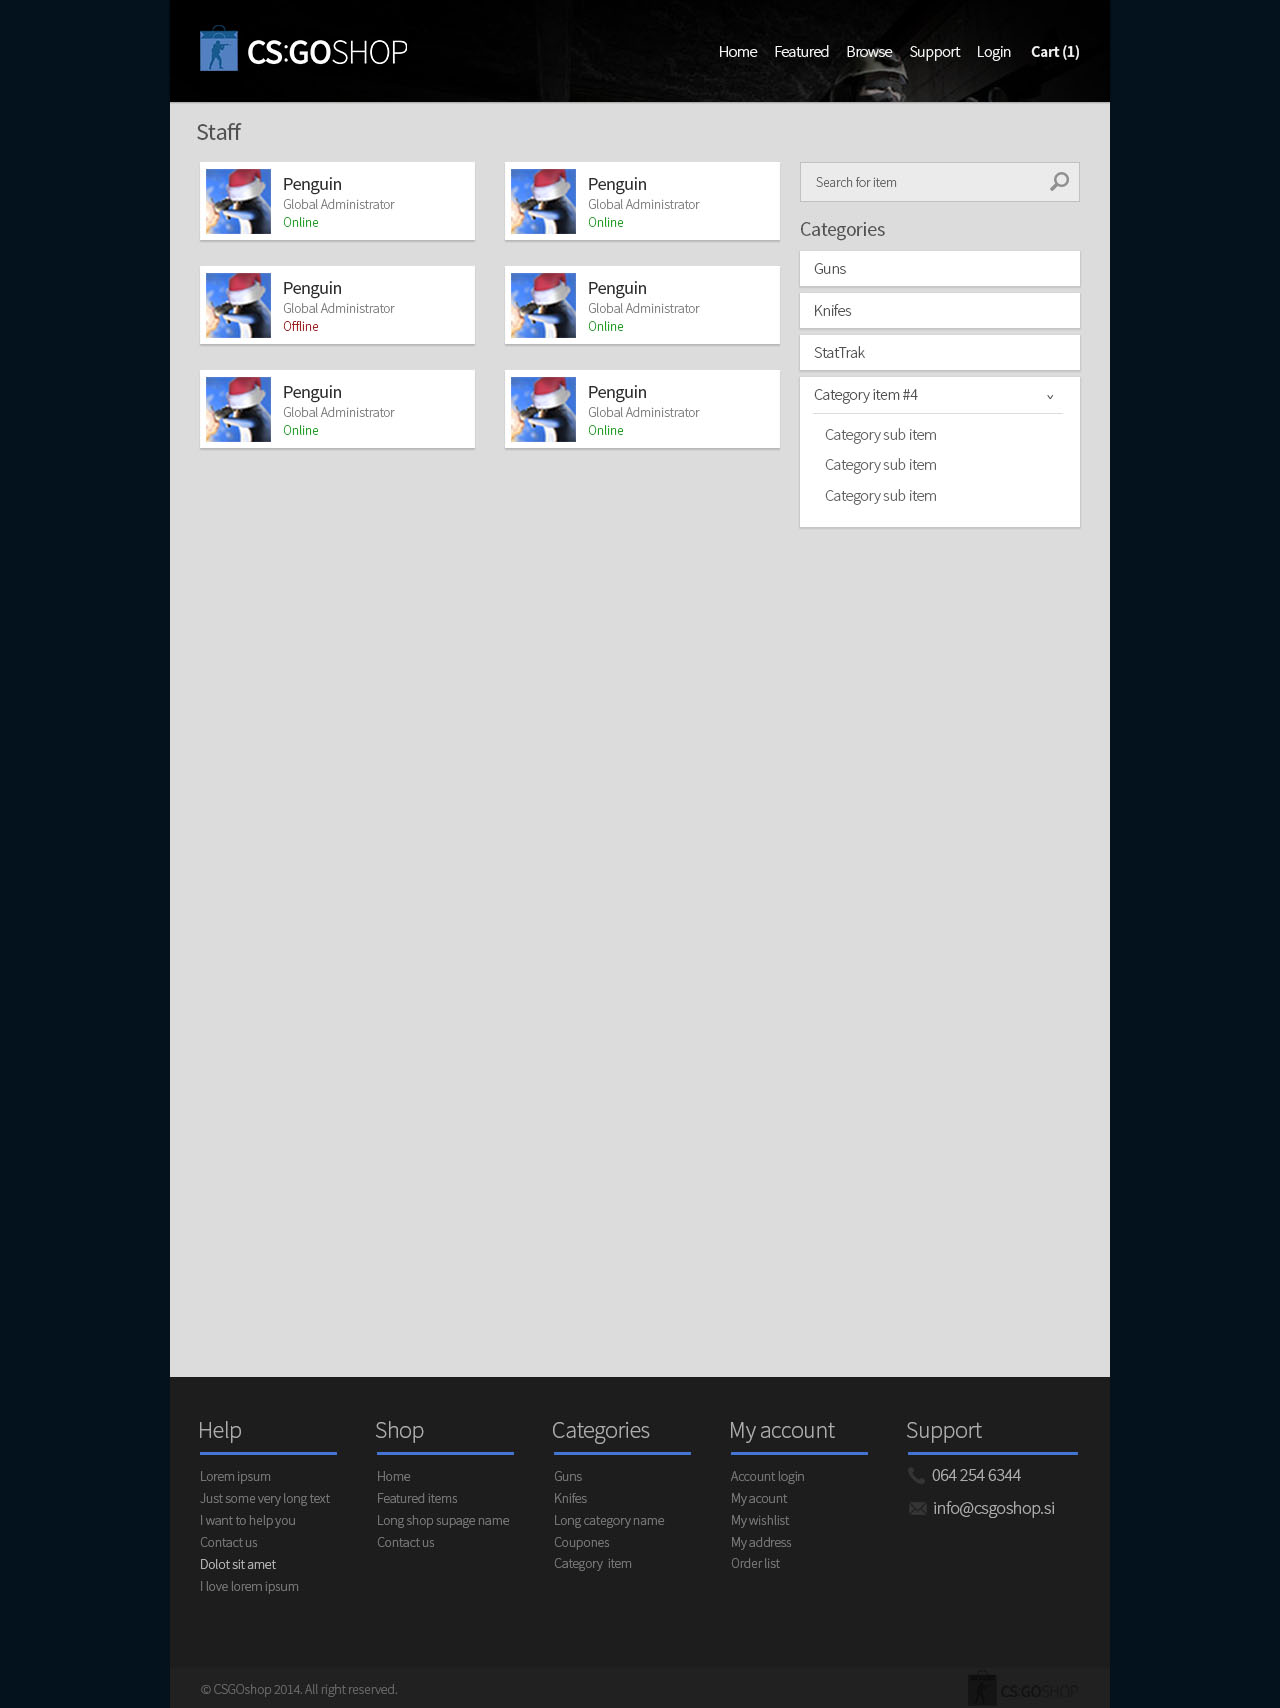 CS:GOSHOP
Home Featured Browse Support Login Cart (1)
Staff
Penguin
Global Administrator
Online
Penguin
Global Administrator
Online
Penguin
Global Administrator
Offline
Penguin
Global Administrator
Online
Penguin
Global Administrator
Online
Penguin
Global Administrator
Online
Search for item
Categories
Guns
Knifes
StatTrak
Category item #4
Category sub item
Category sub item
Category sub item
Help
Lorem ipsum
Just some very long text
I want to help you
Contact us
Dolot sit amet
I love lorem ipsum
Shop
Home
Featured items
Long shop supage name
Contact us
Categories
Guns
Knifes
Long category name
Coupones
Category item
My account
Account login
My acount
My wishlist
My address
Order list
Support
064 254 6344
info@csgoshop.si
© CSGOshop 2014. All right reserved.
CS:GOSHOP